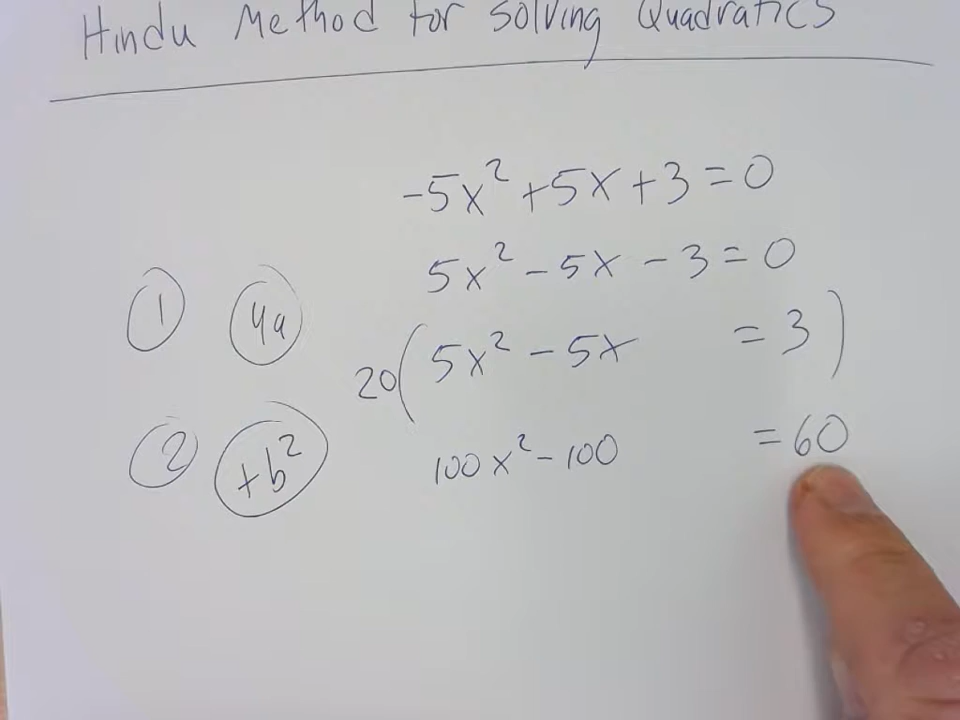 Hindu Method for Solving Quadratics
-5x² +5x +3 = 0
5x² - 5x - 3 = 0
① 4a
20(5x² - 5x = 3)
② +b²
100x² - 100 = 60